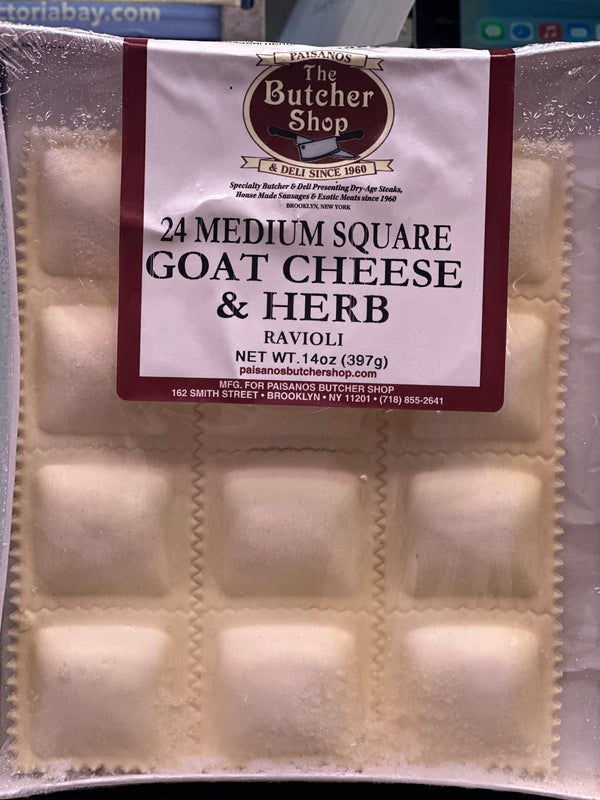 toriabay.com
PAISANOS
The
Butcher
Shop
& DELI SINCE 1960
Specialty Butcher & Deli Presenting Dry-Age Steaks,
House Made Sausages & Exotic Meats since 1960
BROOKLYN, NEW YORK
24 MEDIUM SQUARE
GOAT CHEESE
& HERB
RAVIOLI
NET WT. 14oz (397g)
paisanosbutchershop.com
MFG. FOR PAISANOS BUTCHER SHOP
162 SMITH STREET • BROOKLYN • NY 11201 • (718) 855-2641